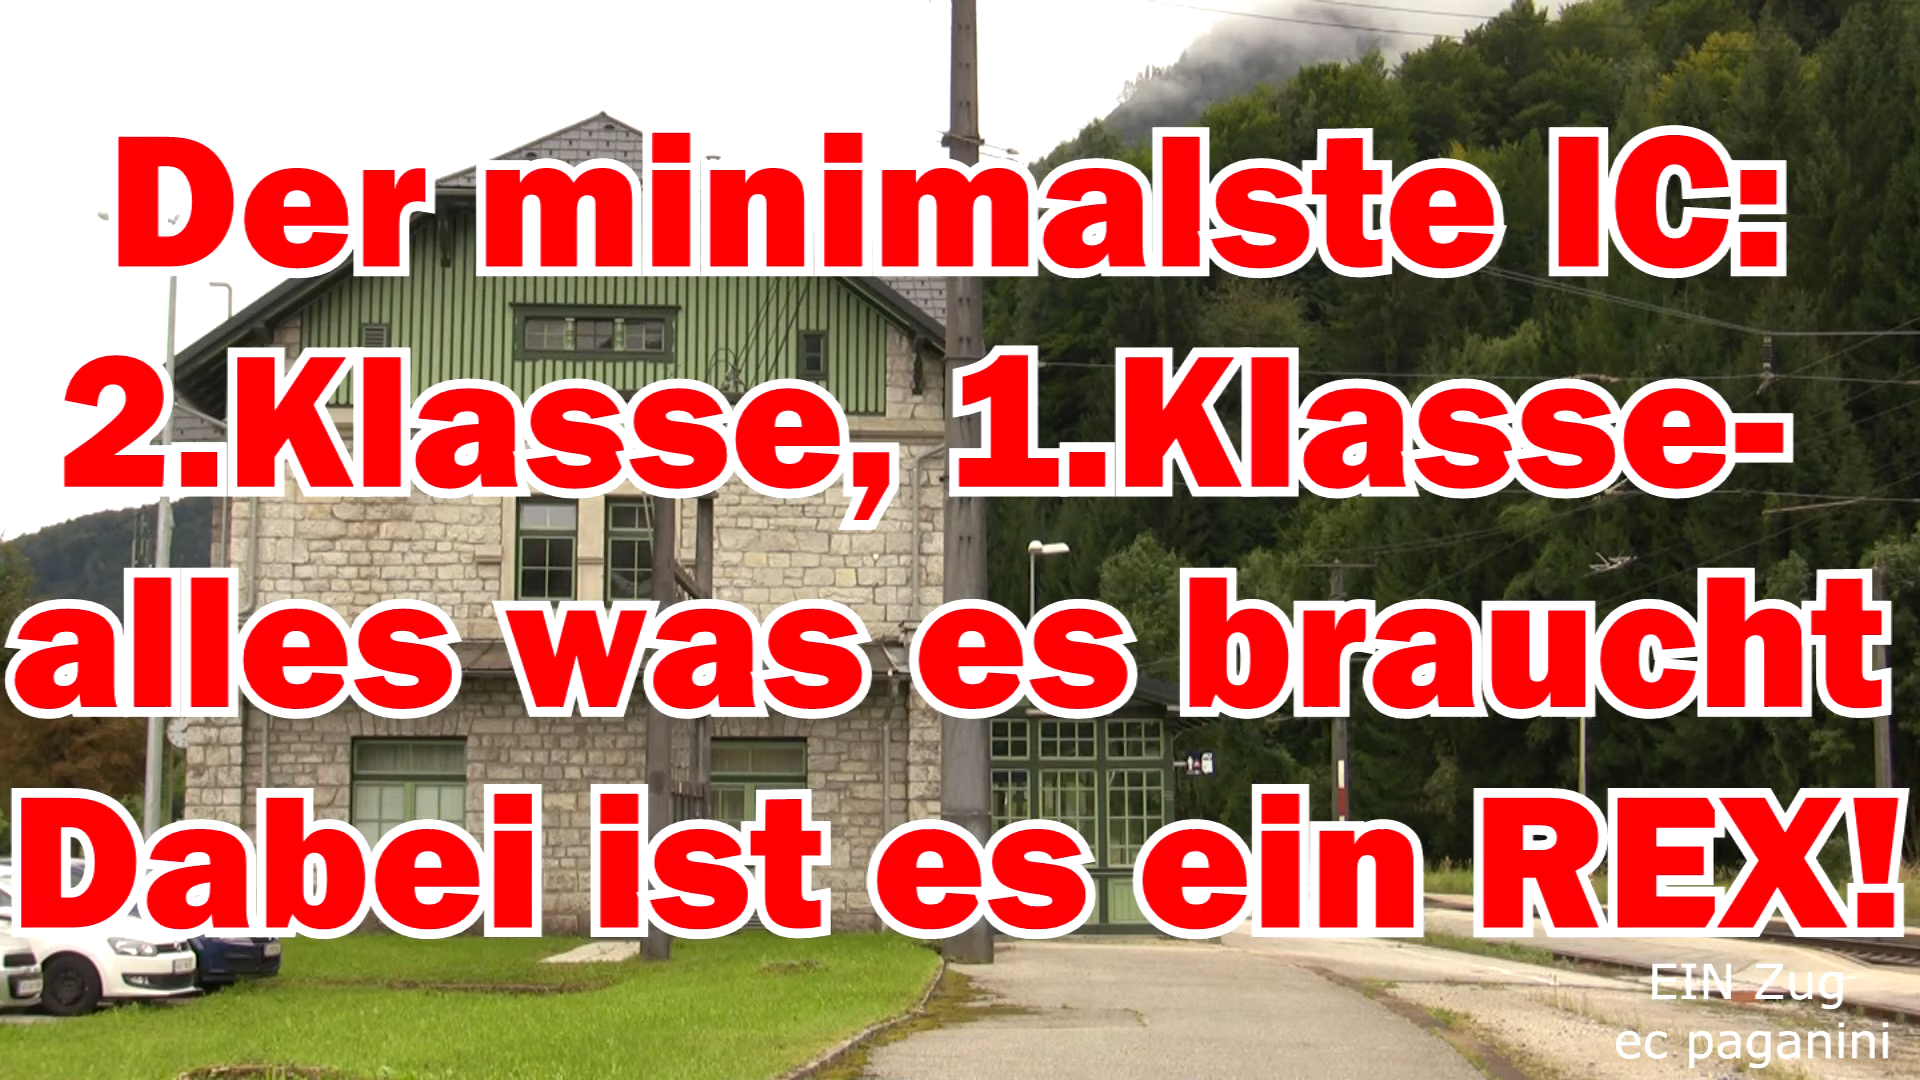 Der minimalste IC:
2.Klasse, 1.Klasse-
alles was es braucht
Dabei ist es ein REX!
EIN Zug
ec paganini